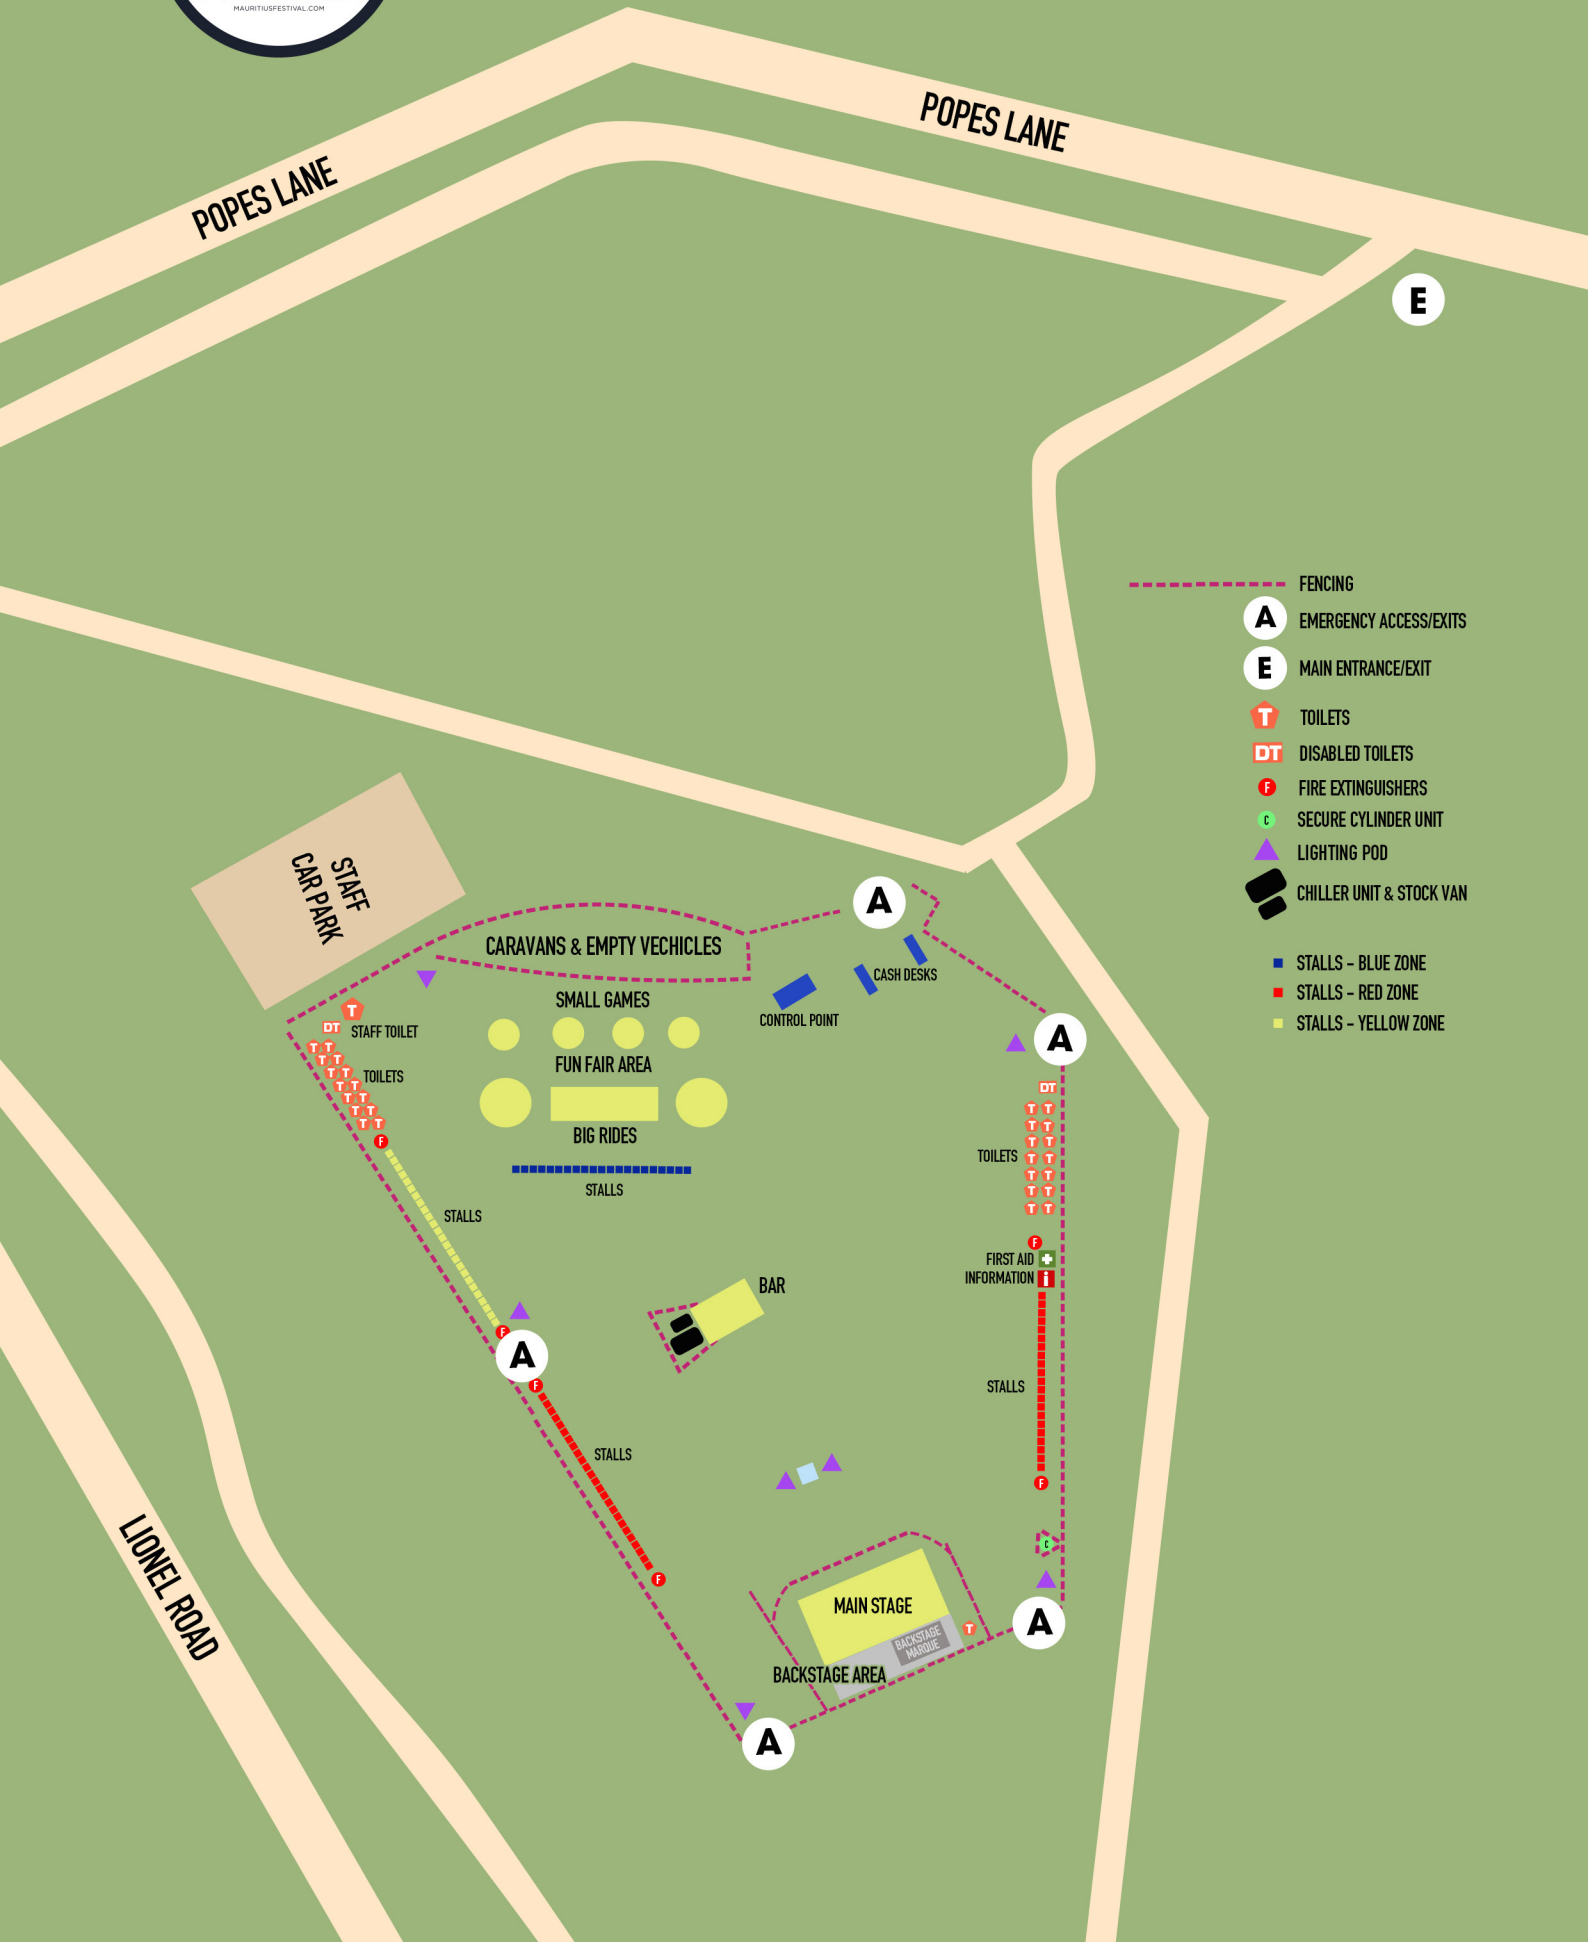 MAURITIUSFESTIVAL.COM
POPES LANE
POPES LANE
E
FENCING
A EMERGENCY ACCESS/EXITS
E MAIN ENTRANCE/EXIT
T TOILETS
DT DISABLED TOILETS
F FIRE EXTINGUISHERS
C SECURE CYLINDER UNIT
LIGHTING POD
CHILLER UNIT & STOCK VAN
STALLS - BLUE ZONE
STALLS - RED ZONE
STALLS - YELLOW ZONE
STAFF
CAR PARK
A
CARAVANS & EMPTY VECHICLES
CASH DESKS
CONTROL POINT
SMALL GAMES
T
DT STAFF TOILET
A
FUN FAIR AREA
T T
T T
T T
T T
T T
T T
T T
TOILETS
F
BIG RIDES
STALLS
STALLS
DT
T T
T T
T T
T T
T T
T T
T T
TOILETS
F
FIRST AID
INFORMATION i
BAR
F
A
F
STALLS
STALLS
F
F
C
A
MAIN STAGE
BACKSTAGE
MARQUE
T
BACKSTAGE AREA
A
LIONEL ROAD